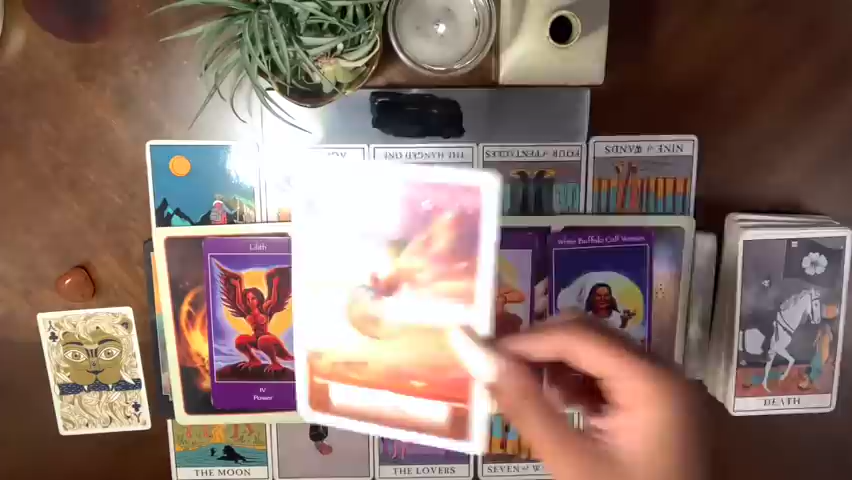 THE HANGED ONE
FOUR of PENTACLES
NINE of WANDS
Lilith
White Buffalo Calf Woman
IV
Power
DEATH
THE MOON
THE LOVERS
SEVEN of